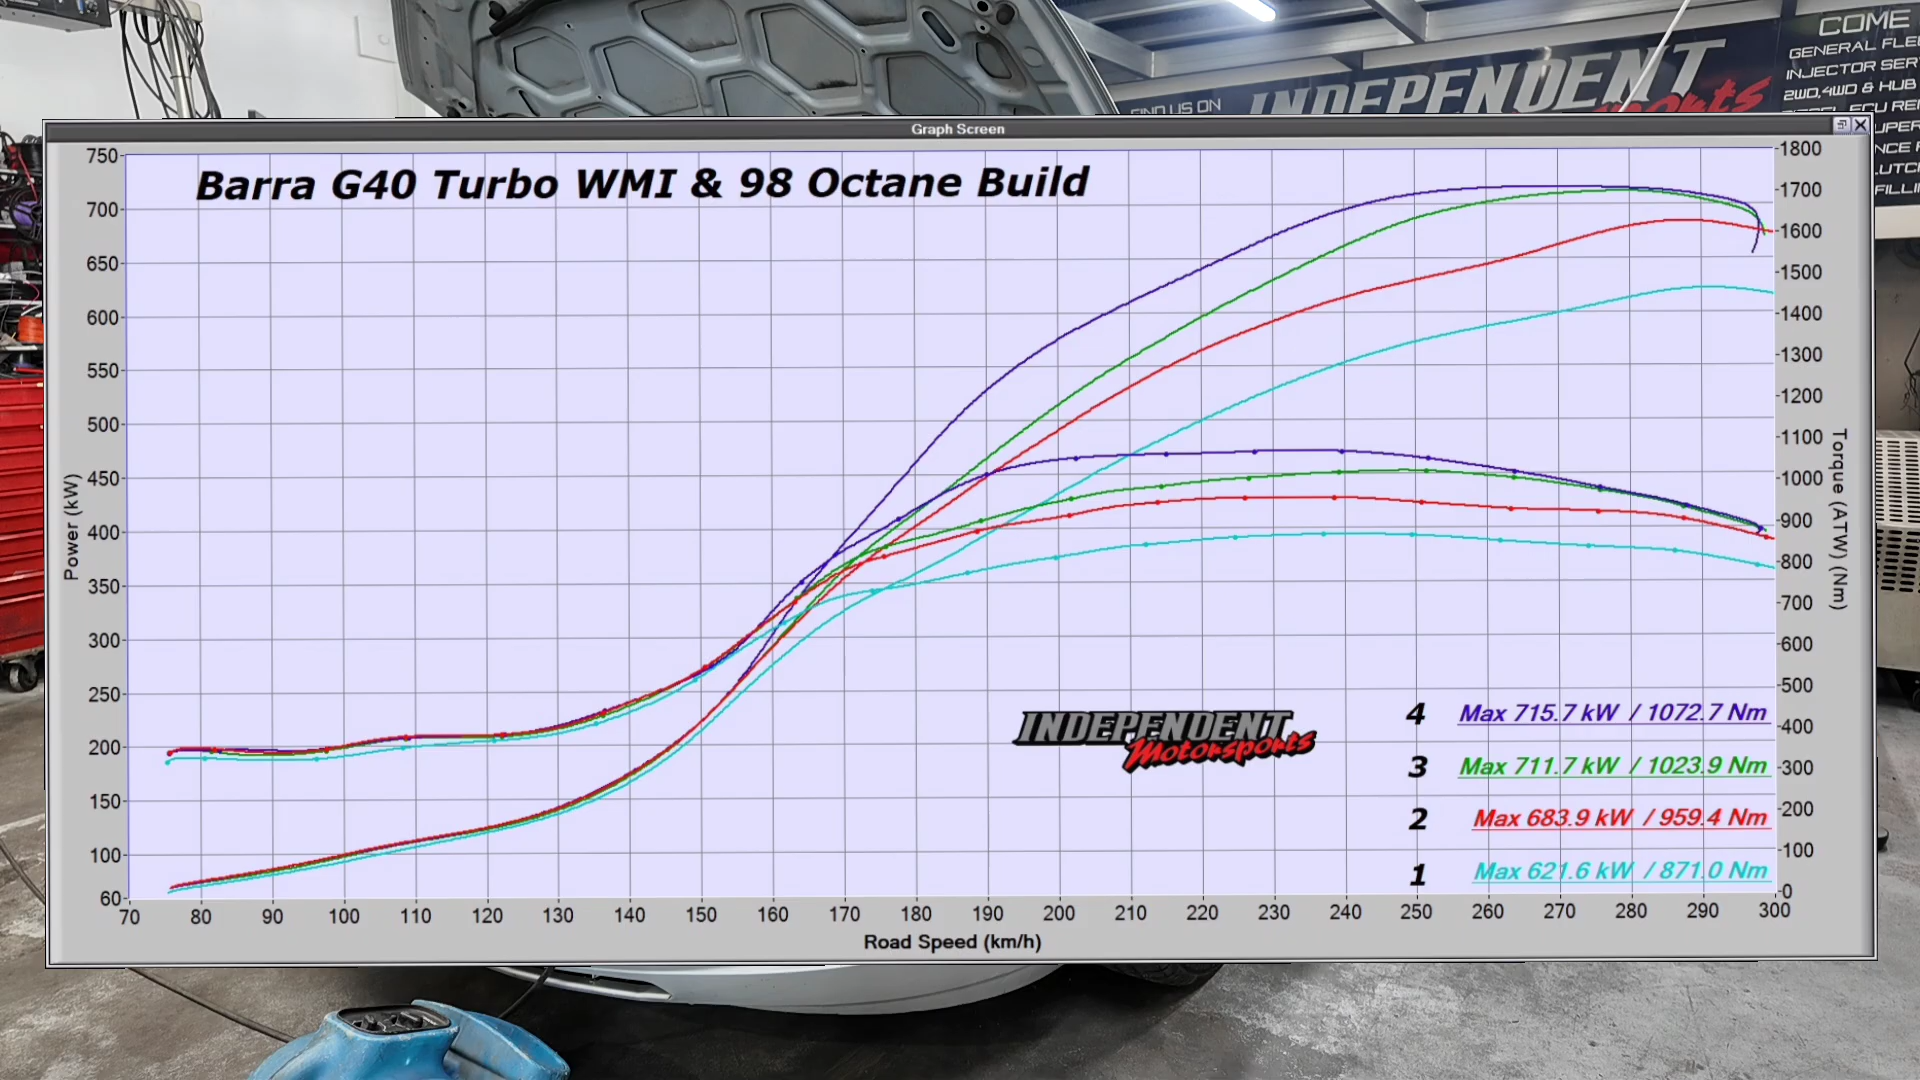 COME
GENERAL FLE
INJECTOR SER
2WD,4WD & HUB
FIND US ON
INDEPENDENT
Graph Screen
Barra G40 Turbo WMI & 98 Octane Build
750
700
650
600
550
500
450
400
350
300
250
200
150
100
60
Power (kW)
1800
1700
1600
1500
1400
1300
1200
1100
1000
900
800
700
600
500
400
300
200
100
0
Torque (ATW) (Nm)
INDEPENDENT
Motorsports
4 Max 715.7 kW / 1072.7 Nm
3 Max 711.7 kW / 1023.9 Nm
2 Max 683.9 kW / 959.4 Nm
1 Max 621.6 kW / 871.0 Nm
70 80 90 100 110 120 130 140 150 160 170 180 190 200 210 220 230 240 250 260 270 280 290 300
Road Speed (km/h)